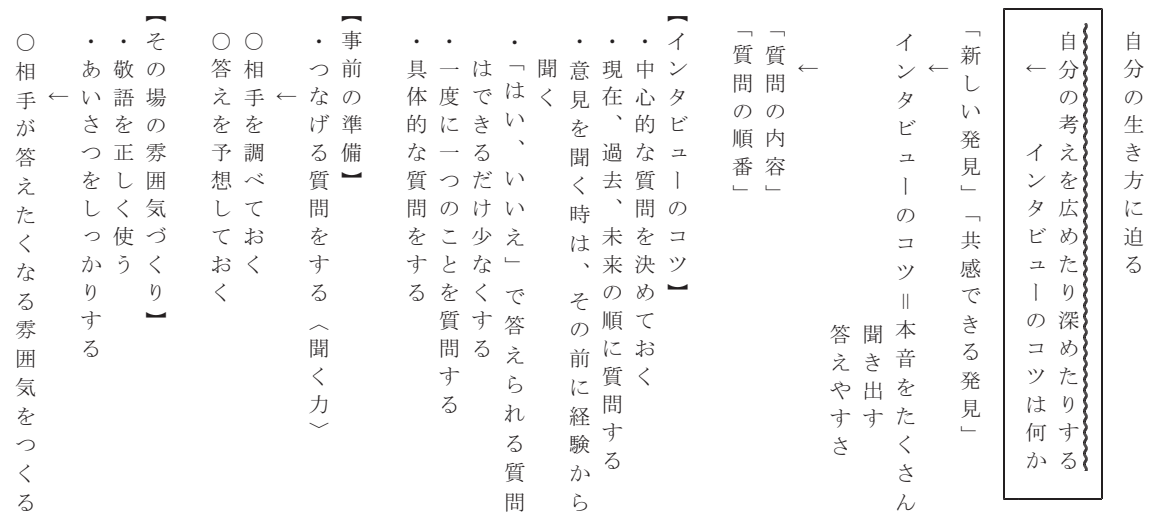 自分の生き方に迫る
自分の考えを広めたり深めたりする
← インタビューのコツは何か
「新しい発見」「共感できる発見」
←
インタビューのコツ＝本音をたくさん
聞き出す
答えやすさ
←
「質問の内容」
「質問の順番」
【インタビューのコツ】
・中心的な質問を決めておく
・現在、過去、未来の順に質問する
・意見を聞く時は、その前に経験から
聞く
・「はい、いいえ」で答えられる質問
はできるだけ少なくする
・一度に一つのことを質問する
・具体的な質問をする
【事前の準備】
・つなげる質問をする〈聞く力〉
←
○相手を調べておく
○答えを予想しておく
【その場の雰囲気づくり】
・敬語を正しく使う
・あいさつをしっかりする
←
○相手が答えたくなる雰囲気をつくる